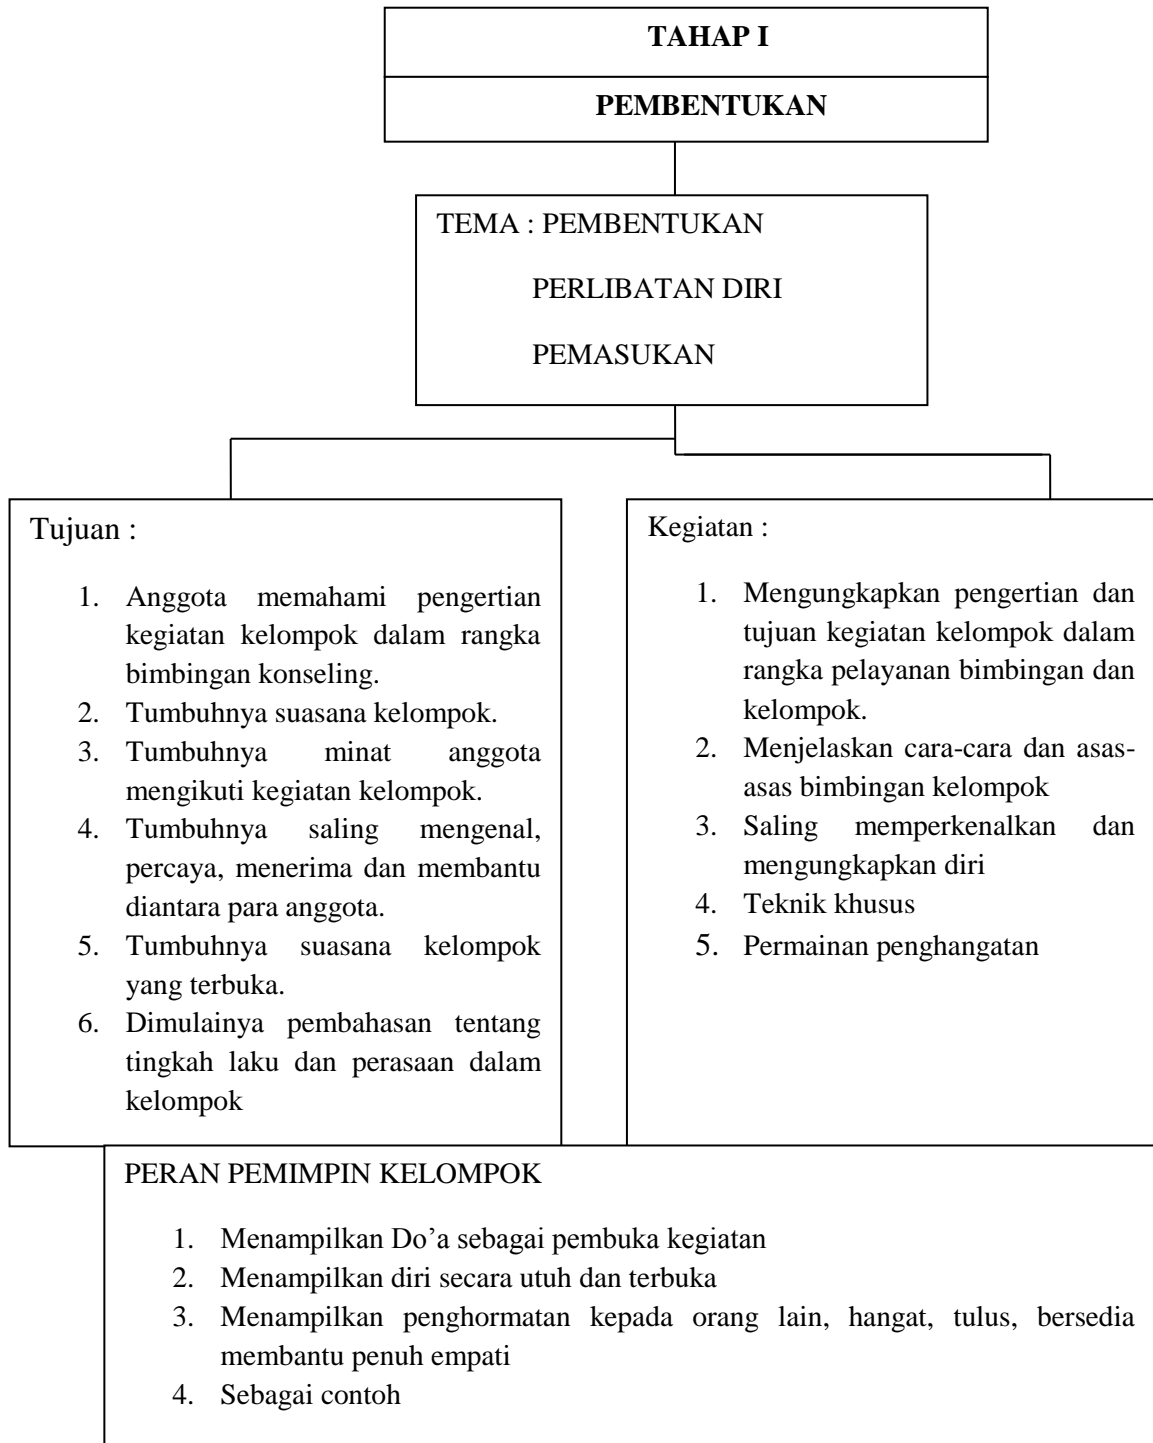 TAHAP I
PEMBENTUKAN
TEMA : PEMBENTUKAN
PERLIBATAN DIRI
PEMASUKAN
Tujuan :
1. Anggota memahami pengertian
kegiatan kelompok dalam rangka
bimbingan konseling.
2. Tumbuhnya suasana kelompok.
3. Tumbuhnya minat anggota
mengikuti kegiatan kelompok.
4. Tumbuhnya saling mengenal,
percaya, menerima dan membantu
diantara para anggota.
5. Tumbuhnya suasana kelompok
yang terbuka.
6. Dimulainya pembahasan tentang
tingkah laku dan perasaan dalam
kelompok
Kegiatan :
1. Mengungkapkan pengertian dan
tujuan kegiatan kelompok dalam
rangka pelayanan bimbingan dan
kelompok.
2. Menjelaskan cara-cara dan asas-
asas bimbingan kelompok
3. Saling memperkenalkan dan
mengungkapkan diri
4. Teknik khusus
5. Permainan penghangatan
PERAN PEMIMPIN KELOMPOK
1. Menampilkan Do’a sebagai pembuka kegiatan
2. Menampilkan diri secara utuh dan terbuka
3. Menampilkan penghormatan kepada orang lain, hangat, tulus, bersedia
membantu penuh empati
4. Sebagai contoh